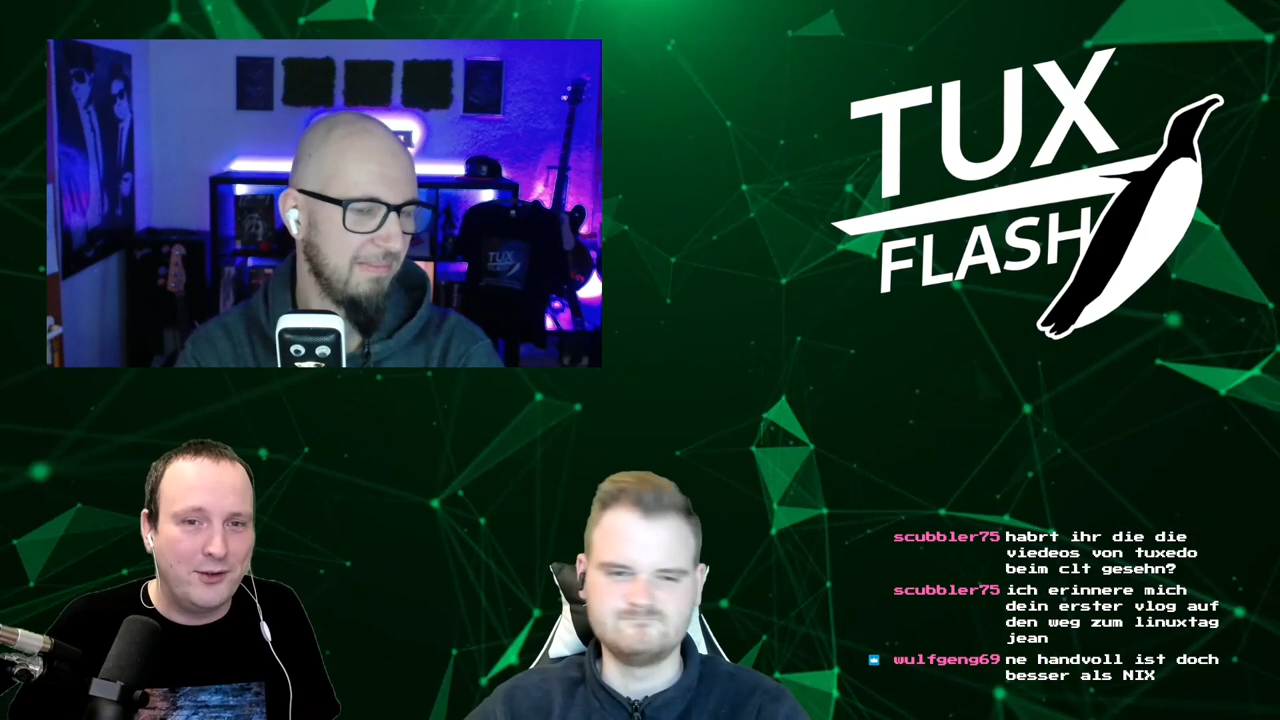 TUX
FLASH
TUX
scubbler75 habrt ihr die die
viedeos von tuxedo
beim clt gesehn?
scubbler75 ich erinnere mich
dein erster vlog auf
den weg zum linuxtag
jean
wulfgeng69 ne handvoll ist doch
besser als NIX